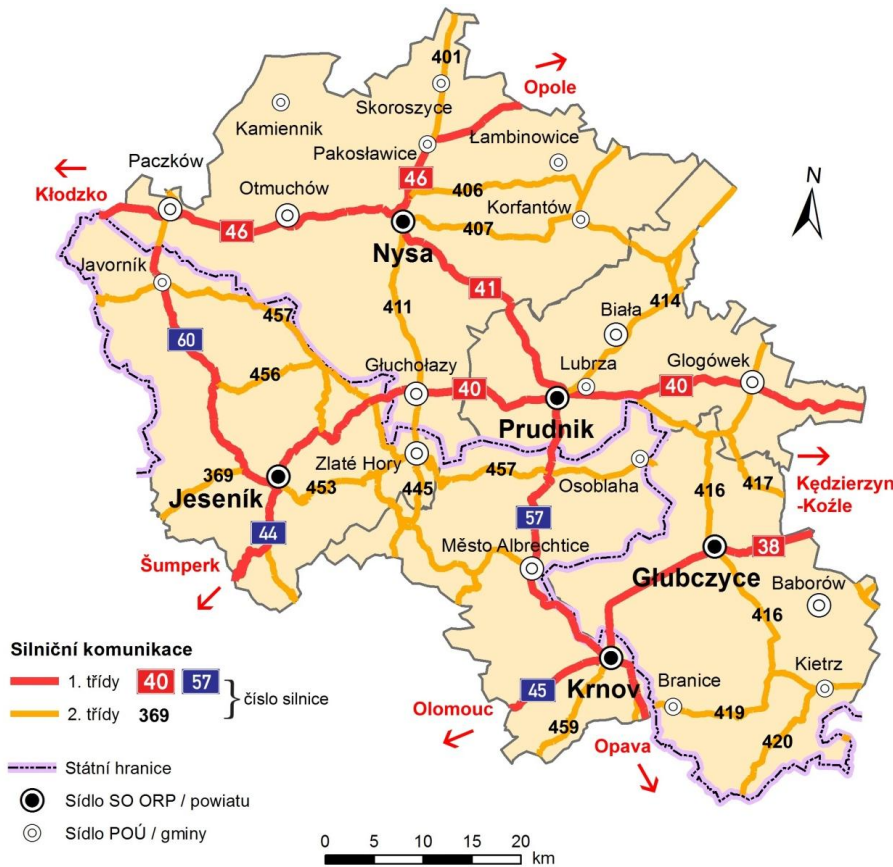 401
Opole
Skoroszyce
Kamiennik
Łambinowice
Pakosławice
Paczków
Kłodzko
Otmuchów
46
406
N
Korfantów
46
407
Nysa
Javorník
41
411
414
457
Biała
60
456
Głuchołazy
Lubrza
Glogówek
40
40
Prudnik
Zlaté Hory
369
457
Kędzierzyn
-Koźle
Jeseník
453
445
Osoblaha
416
417
44
57
38
Město Albrechtice
Šumperk
Głubczyce
Baborów
416
Silniční komunikace
1. třídy 40 57
číslo silnice
2. třídy 369
Kietrz
Krnov
Branice
45
Olomouc
419
459
Opava
420
Státní hranice
Sídlo SO ORP / powiatu
Sídlo POÚ / gminy
0 5 10 15 20
km